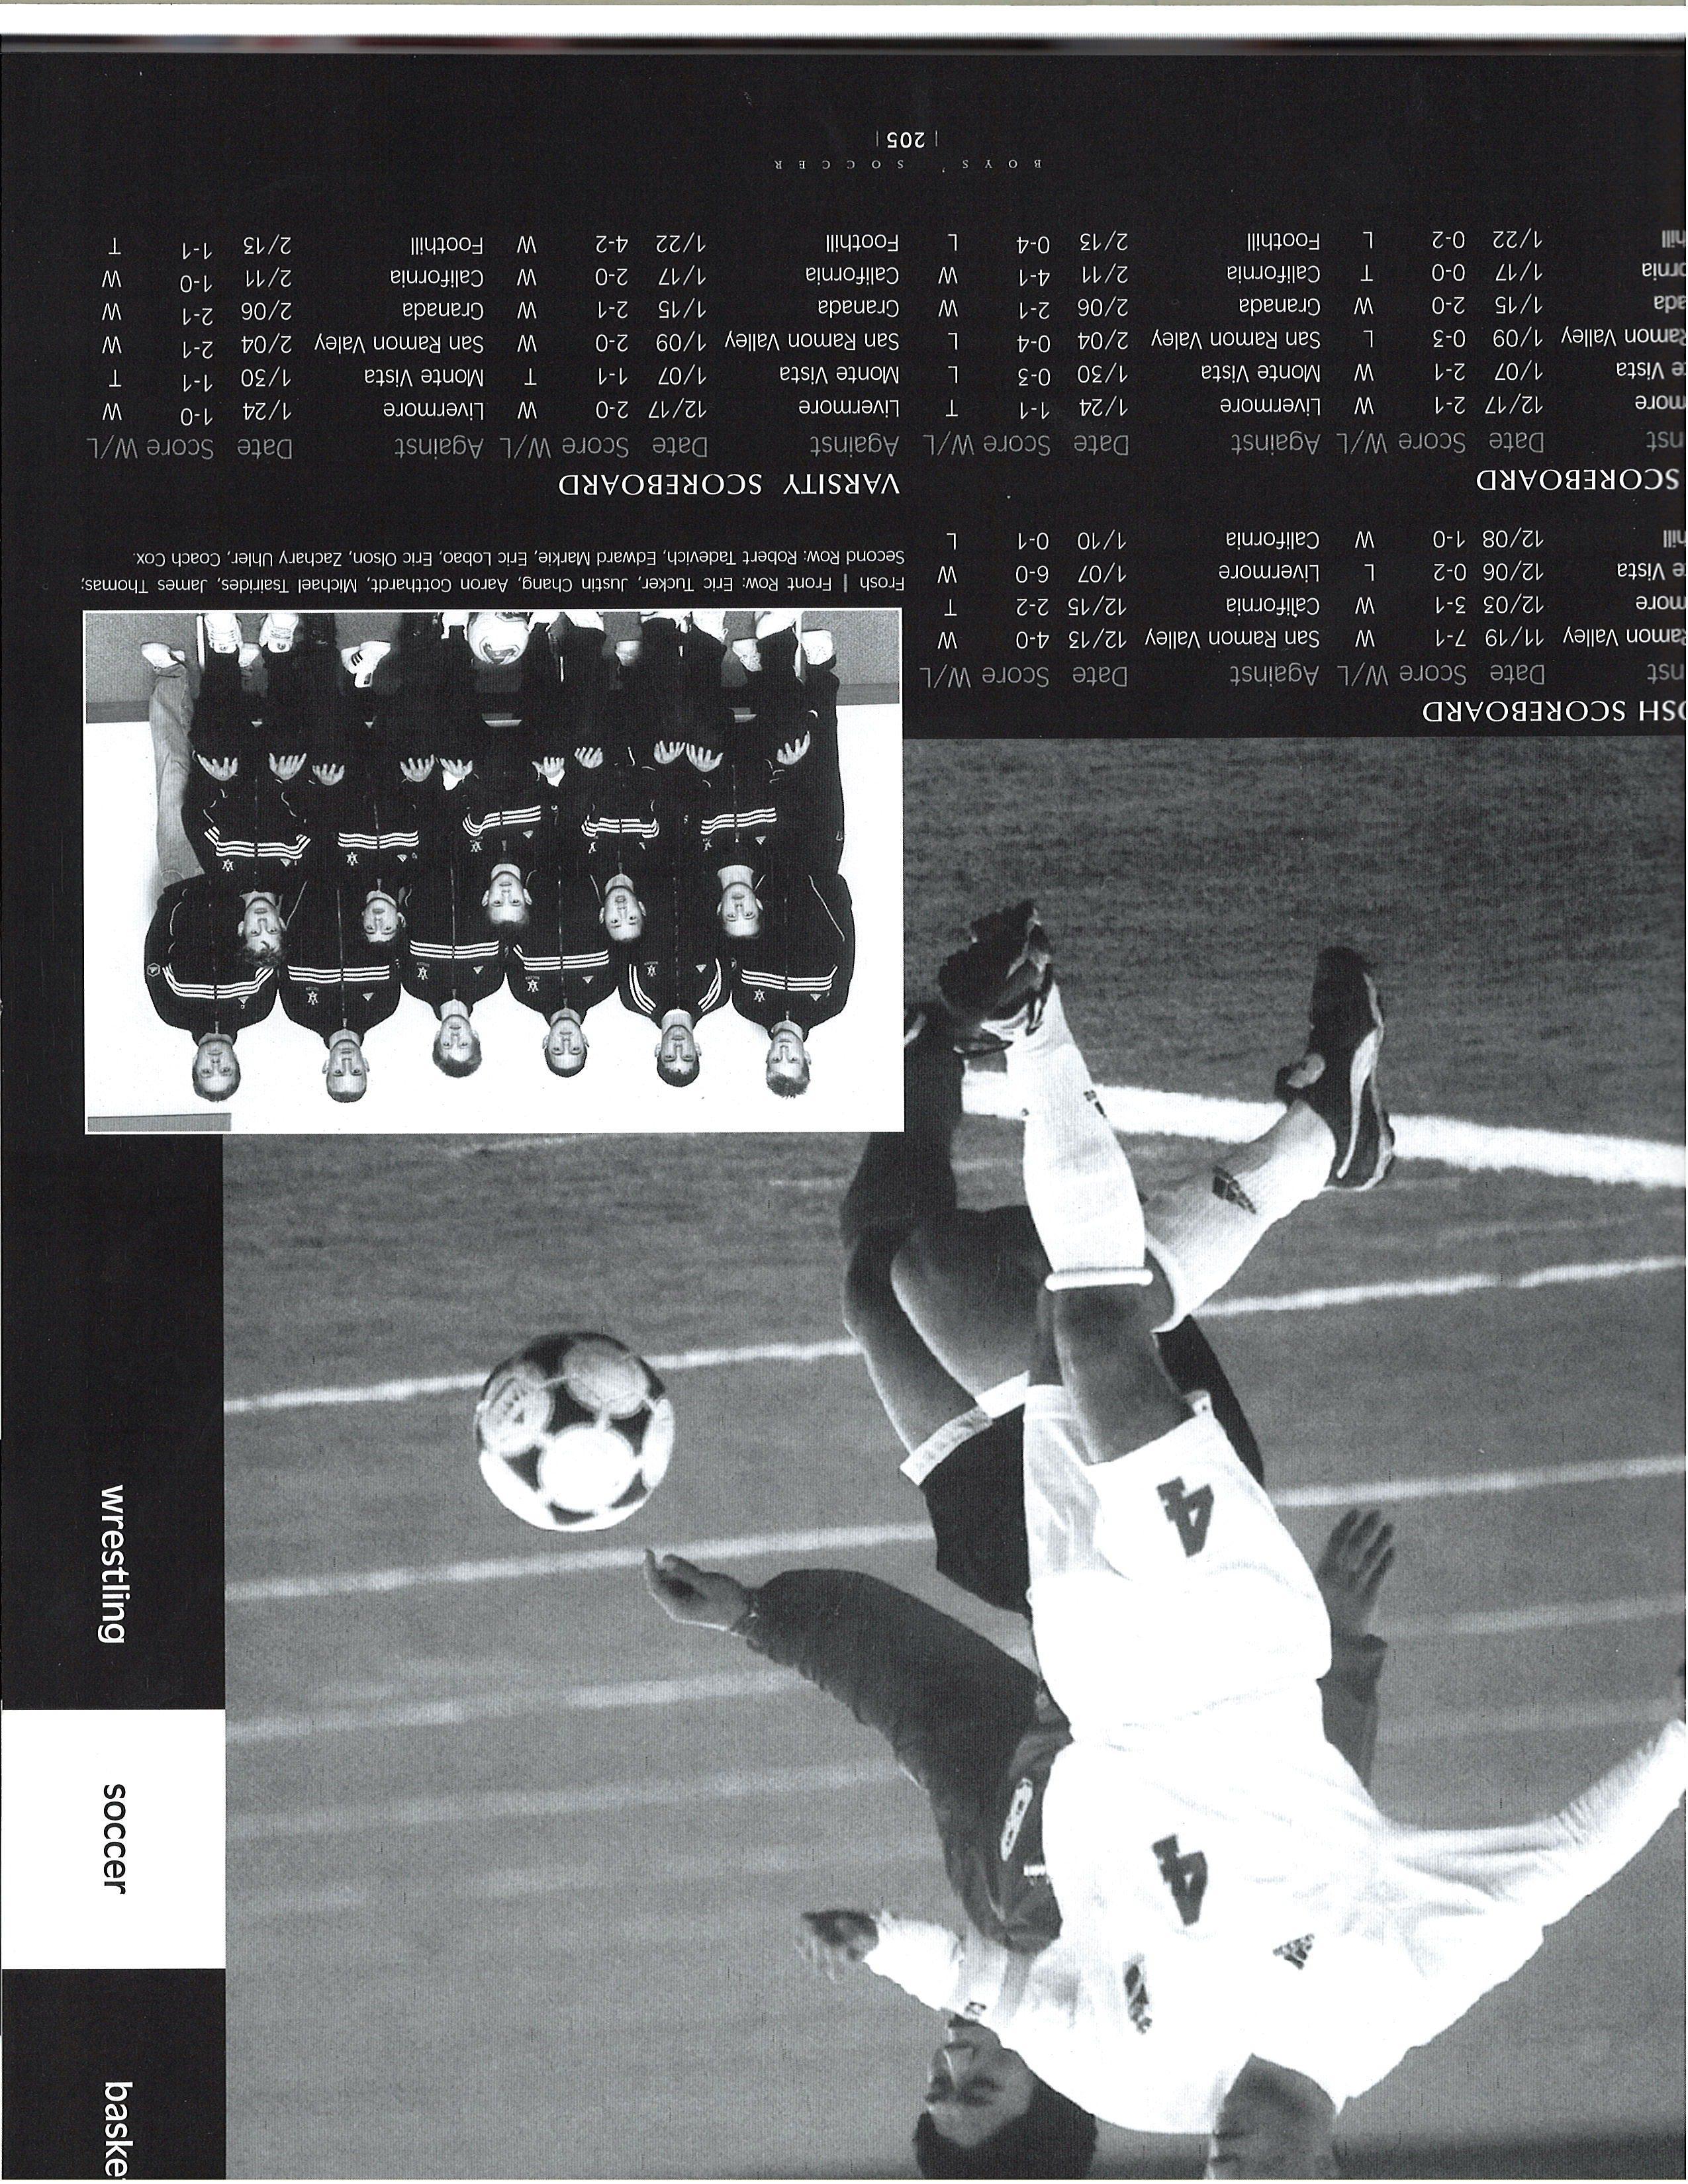 baske
soccer
wrestling
4
8
4
OSH SCOREBOARD
nst Date Score W/L Against Date Score W/L
Ramon Valley 11/19 7-1 W San Ramon Valley 12/13 4-0 W
more 12/03 3-1 W California 12/15 2-2 T
e Vista 12/06 0-2 L Livermore 1/07 6-0 W
hill 12/08 1-0 W California 1/10 0-1 L
Frosh | Front Row: Eric Tucker, Justin Chang, Aaron Gotthardt, Michael Tsairides, James Thomas;
Second Row: Robert Tadevich, Edward Markie, Eric Lobao, Eric Olson, Zachary Uhler, Coach Cox.
SCOREBOARD
nst Date Score W/L Against Date Score W/L
more 12/17 2-1 W Livermore 1/24 1-1 T
e Vista 1/07 2-1 W Monte Vista 1/30 0-3 L
Ramon Valley 1/09 0-3 L San Ramon Valey 2/04 0-4 L
ada 1/15 2-0 W Granada 2/06 2-1 W
ornia 1/17 0-0 T California 2/11 4-1 W
hill 1/22 0-2 L Foothill 2/13 0-4 L
VARSITY SCOREBOARD
Against Date Score W/L Against Date Score W/L
Livermore 12/17 2-0 W Livermore 1/24 1-0 W
Monte Vista 1/07 1-1 T Monte Vista 1/30 1-1 T
San Ramon Valley 1/09 2-0 W San Ramon Valey 2/04 2-1 W
Granada 1/15 2-1 W Granada 2/06 2-1 W
California 1/17 2-0 W California 2/11 1-0 W
Foothill 1/22 4-2 W Foothill 2/13 1-1 T
BOYS' SOCCER
| 205 |